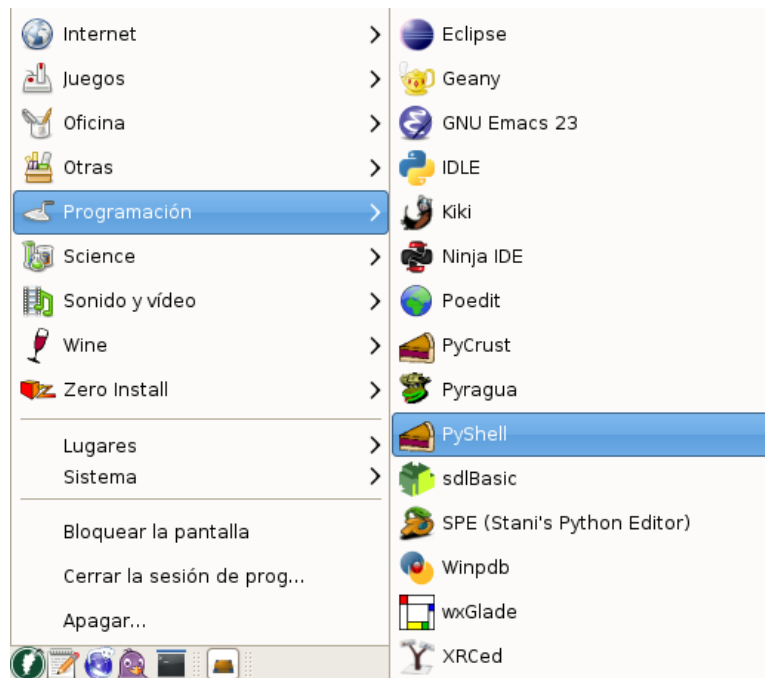 Internet
Juegos
Oficina
Otras
Programación
Science
Sonido y vídeo
Wine
Zero Install
Lugares
Sistema
Bloquear la pantalla
Cerrar la sesión de prog...
Apagar...
Eclipse
Geany
GNU Emacs 23
IDLE
Kiki
Ninja IDE
Poedit
PyCrust
Pyragua
PyShell
sdlBasic
SPE (Stani's Python Editor)
Winpdb
wxGlade
XRCed